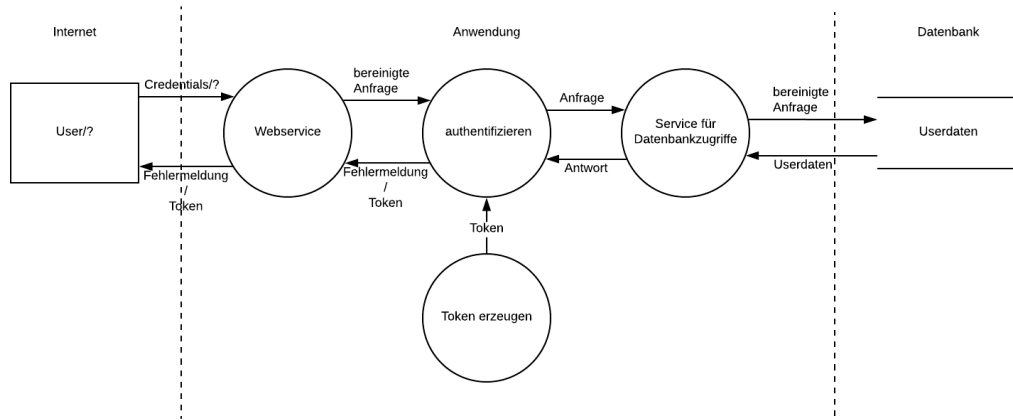 Internet
Anwendung
Datenbank
Credentials/?
bereinigte
Anfrage
Anfrage
bereinigte
Anfrage
User/?
Webservice
authentifizieren
Service für
Datenbankzugriffe
Userdaten
Fehlermeldung
/
Token
Fehlermeldung
/
Token
Antwort
Userdaten
Token
Token erzeugen